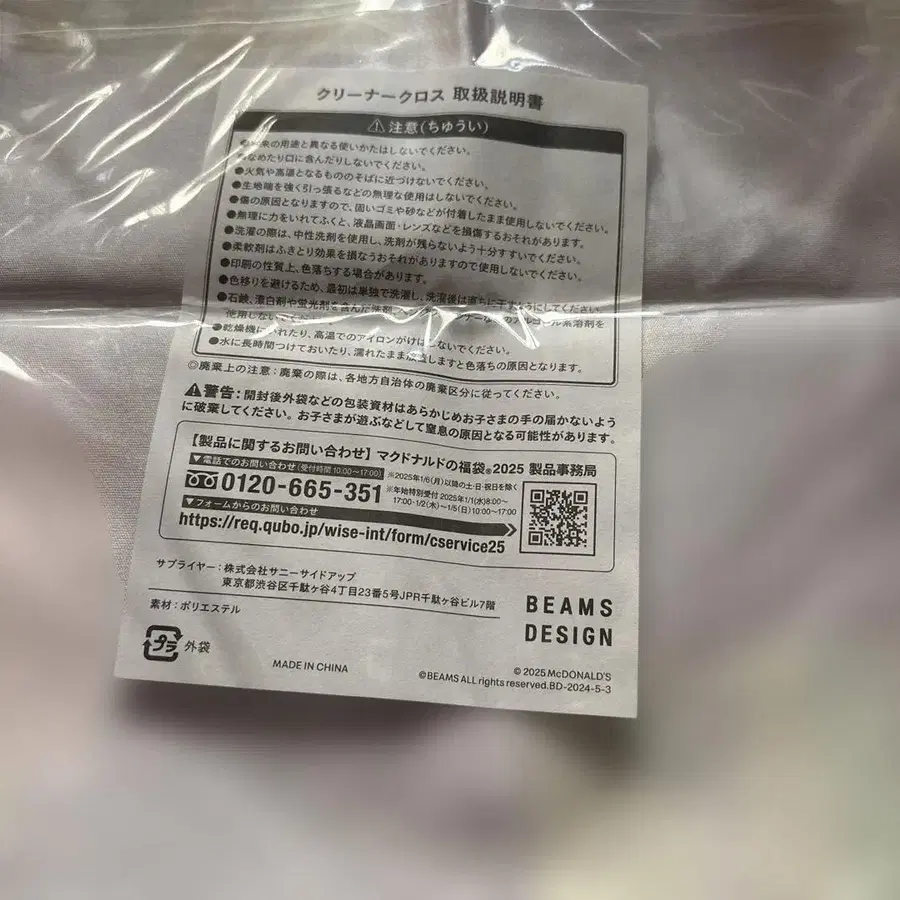 クリーナークロス 取扱説明書
⚠注意(ちゅうい)
来の用途と異なる使いかたはしないでください。
なめたり口に含んだりしないでください。
●火気や高温となるもののそばに近づけないでください。
●生地端を強く引っ張るなどの無理な使用はしないでください。
●傷の原因となりますので、固いゴミや砂などが付着したまま使用しないでください。
●無理に力をいれてふくと、液晶画面・レンズなどを損傷するおそれがあります。
●洗濯の際は、中性洗剤を使用し、洗剤が残らないよう十分すすいでください。
●柔軟剤はふきとり効果を損なうおそれがありますので使用しないでください。
●印刷の性質上、色落ちする場合があります。
●色移りを避けるため、最初は単独で洗濯し、洗濯後は直ちに干すようにしてください。
●石鹸、漂白剤や蛍光剤を含んだ洗剤、
使用しないでください。
●乾燥機にいれたり、高温でのアイロンがけはしないでください。
●水に長時間つけておいたり、濡れたまま放置しますと色落ちの原因となります。
◎廃棄上の注意:廃棄の際は、各地方自治体の廃棄区分に従ってください。
⚠警告:開封後外袋などの包装資材はあらかじめお子さまの手の届かないよう
に破棄してください。お子さまが遊ぶなどして窒息の原因となる可能性があります。
【製品に関するお問い合わせ】マクドナルドの福袋®2025 製品事務局
▼電話でのお問い合わせ(受付時間 10:00〜17:00)
0120-665-351
※2025年1/6(月)以降の土・日・祝日を除く
※年始特別受付 2025年1/1(水)8:00〜
17:00・1/2(木)〜1/5(日)10:00〜17:00
▼フォームからのお問い合わせ
https://req.qubo.jp/wise-int/form/cservice25
サプライヤー:株式会社サニーサイドアップ
東京都渋谷区千駄ヶ谷4丁目23番5号JPR千駄ヶ谷ビル7階
素材:ポリエステル
BEAMS
DESIGN
プラ 外袋
MADE IN CHINA
© 2025 McDONALD'S
©BEAMS ALL rights reserved.BD-2024-5-3